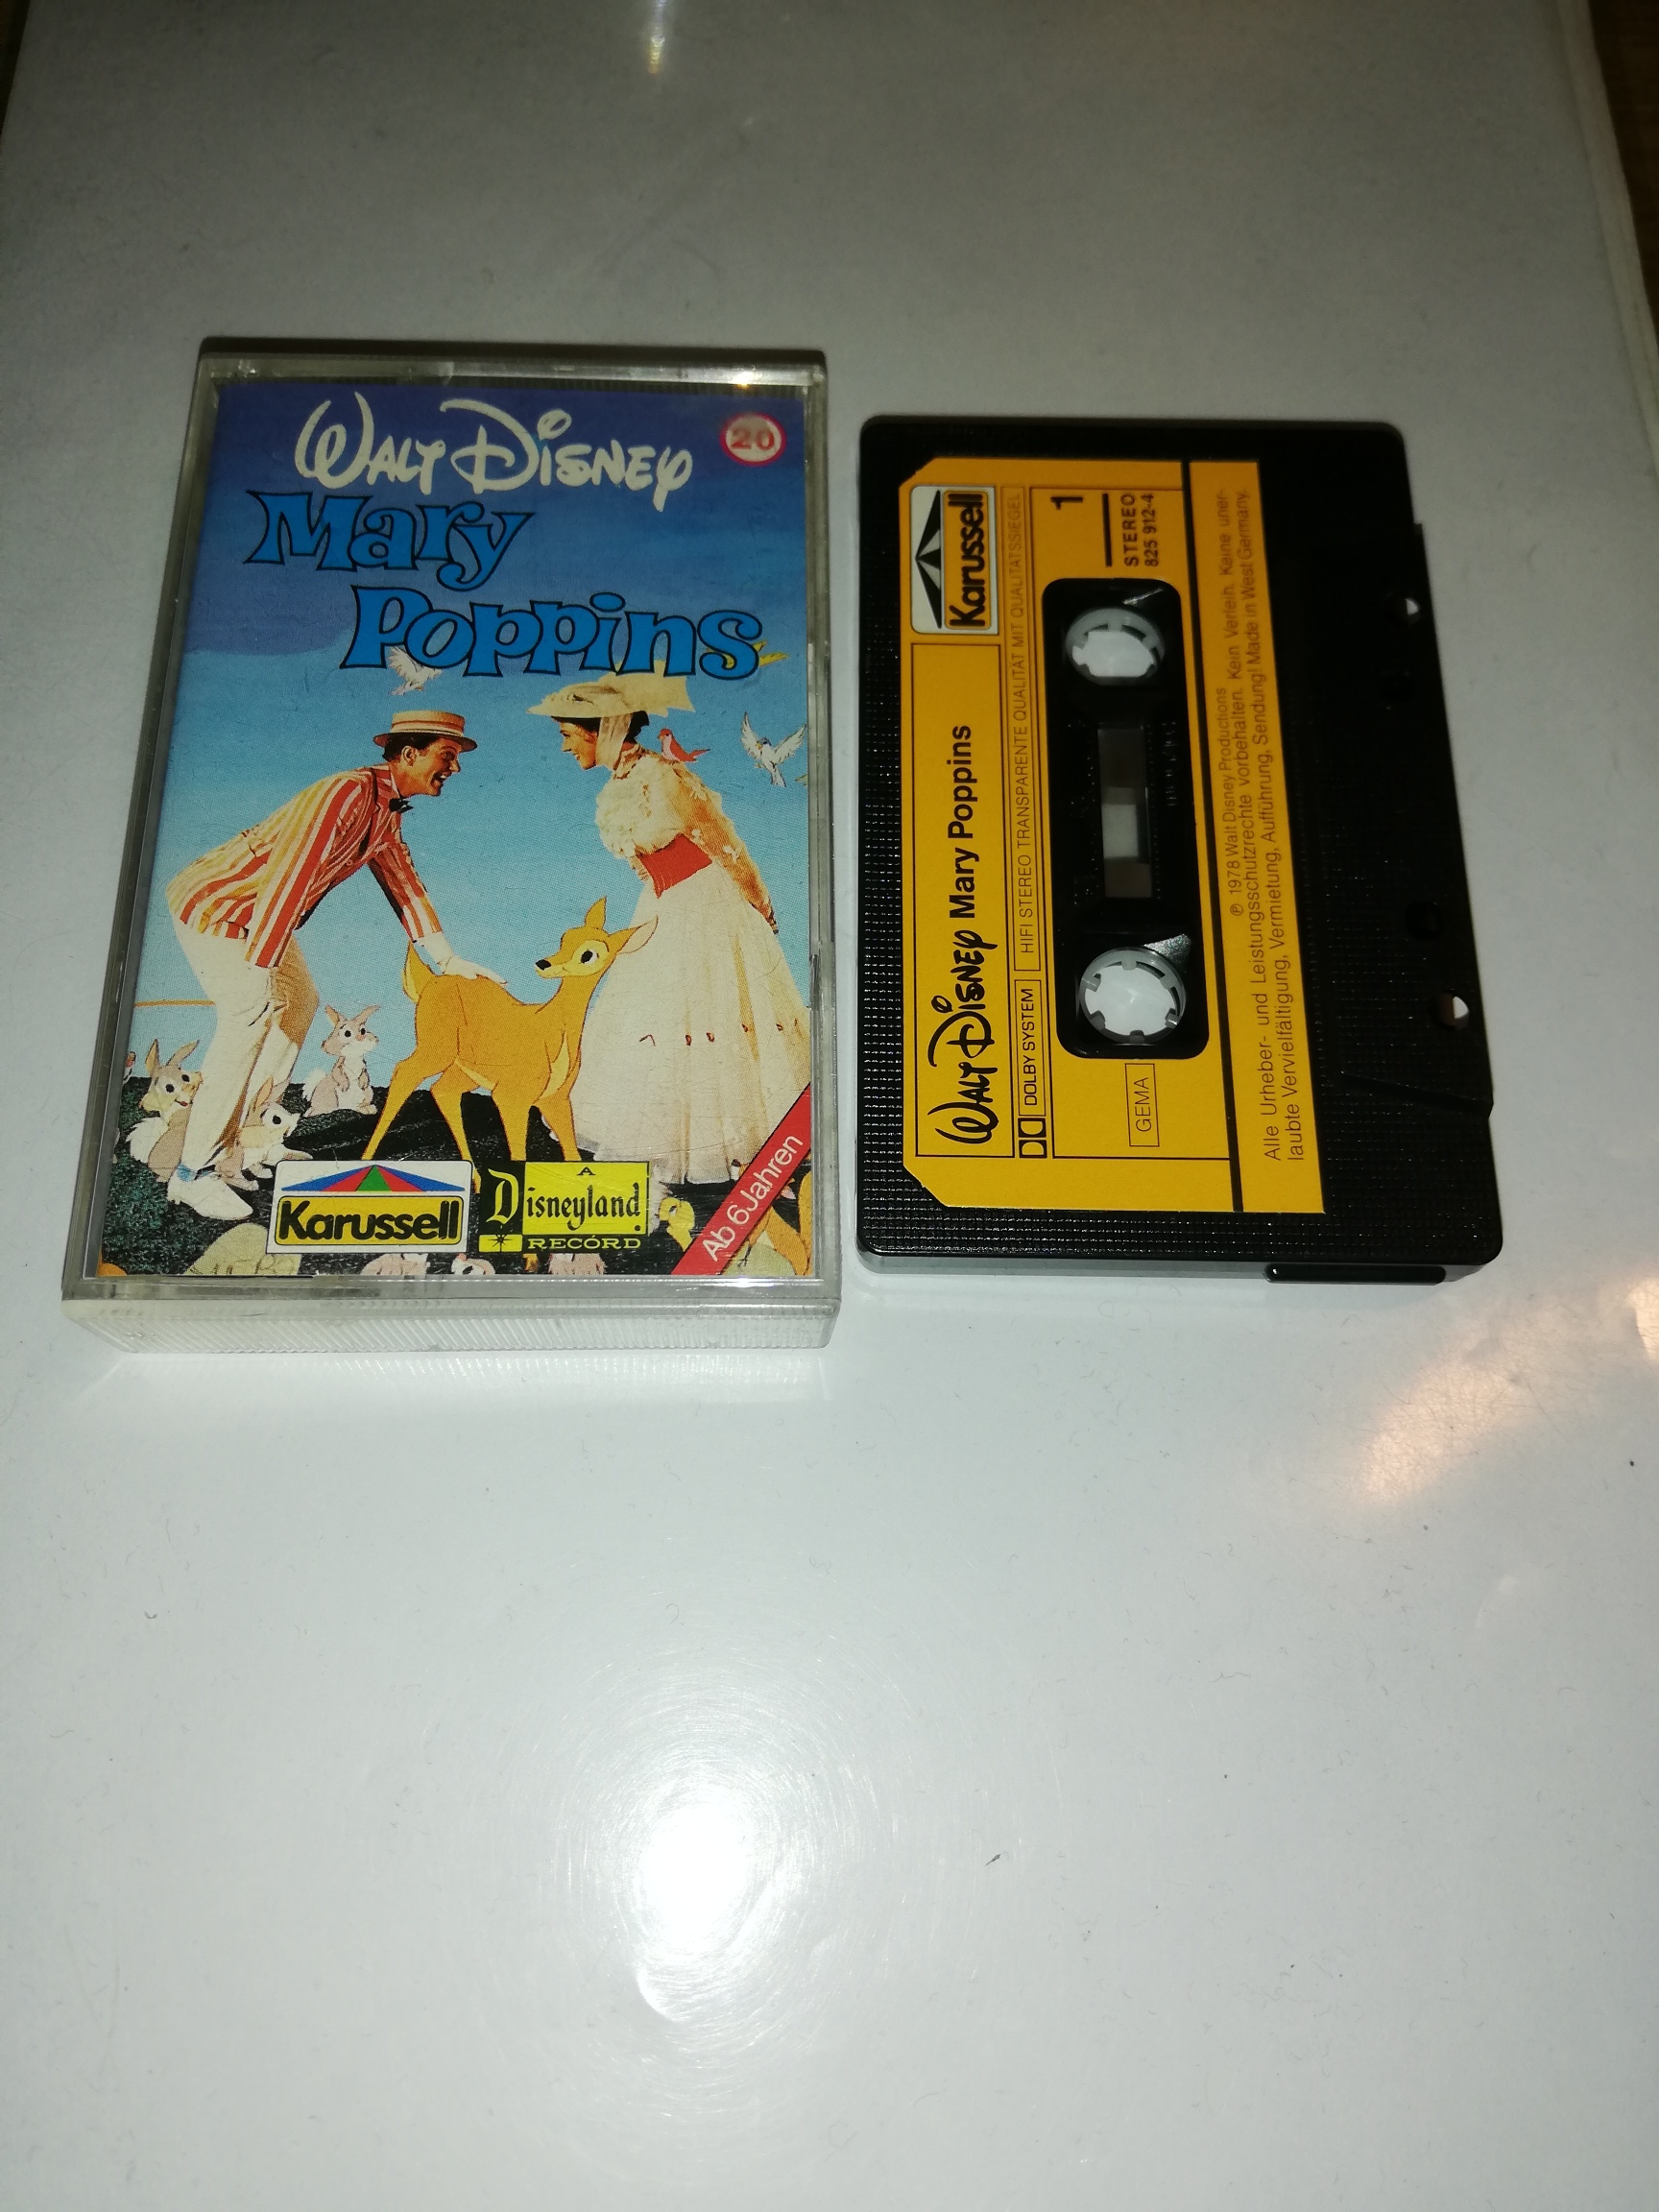 WALT DISNEY
20
Mary
Poppins
Karussell
A
Disneyland
RECORD
Ab 6 Jahren
Karussell
WALT DISNEY Mary Poppins
DOLBY SYSTEM HIFI STEREO TRANSPARENTE QUALITÄT MIT QUALITÄTSSIEGEL
1
STEREO
825 912-4
GEMA
℗ 1978 Walt Disney Productions
Alle Urheber- und Leistungsschutzrechte vorbehalten. Kein Verleih. Keine uner-
laubte Vervielfältigung, Vermietung, Aufführung, Sendung! Made in West Germany.